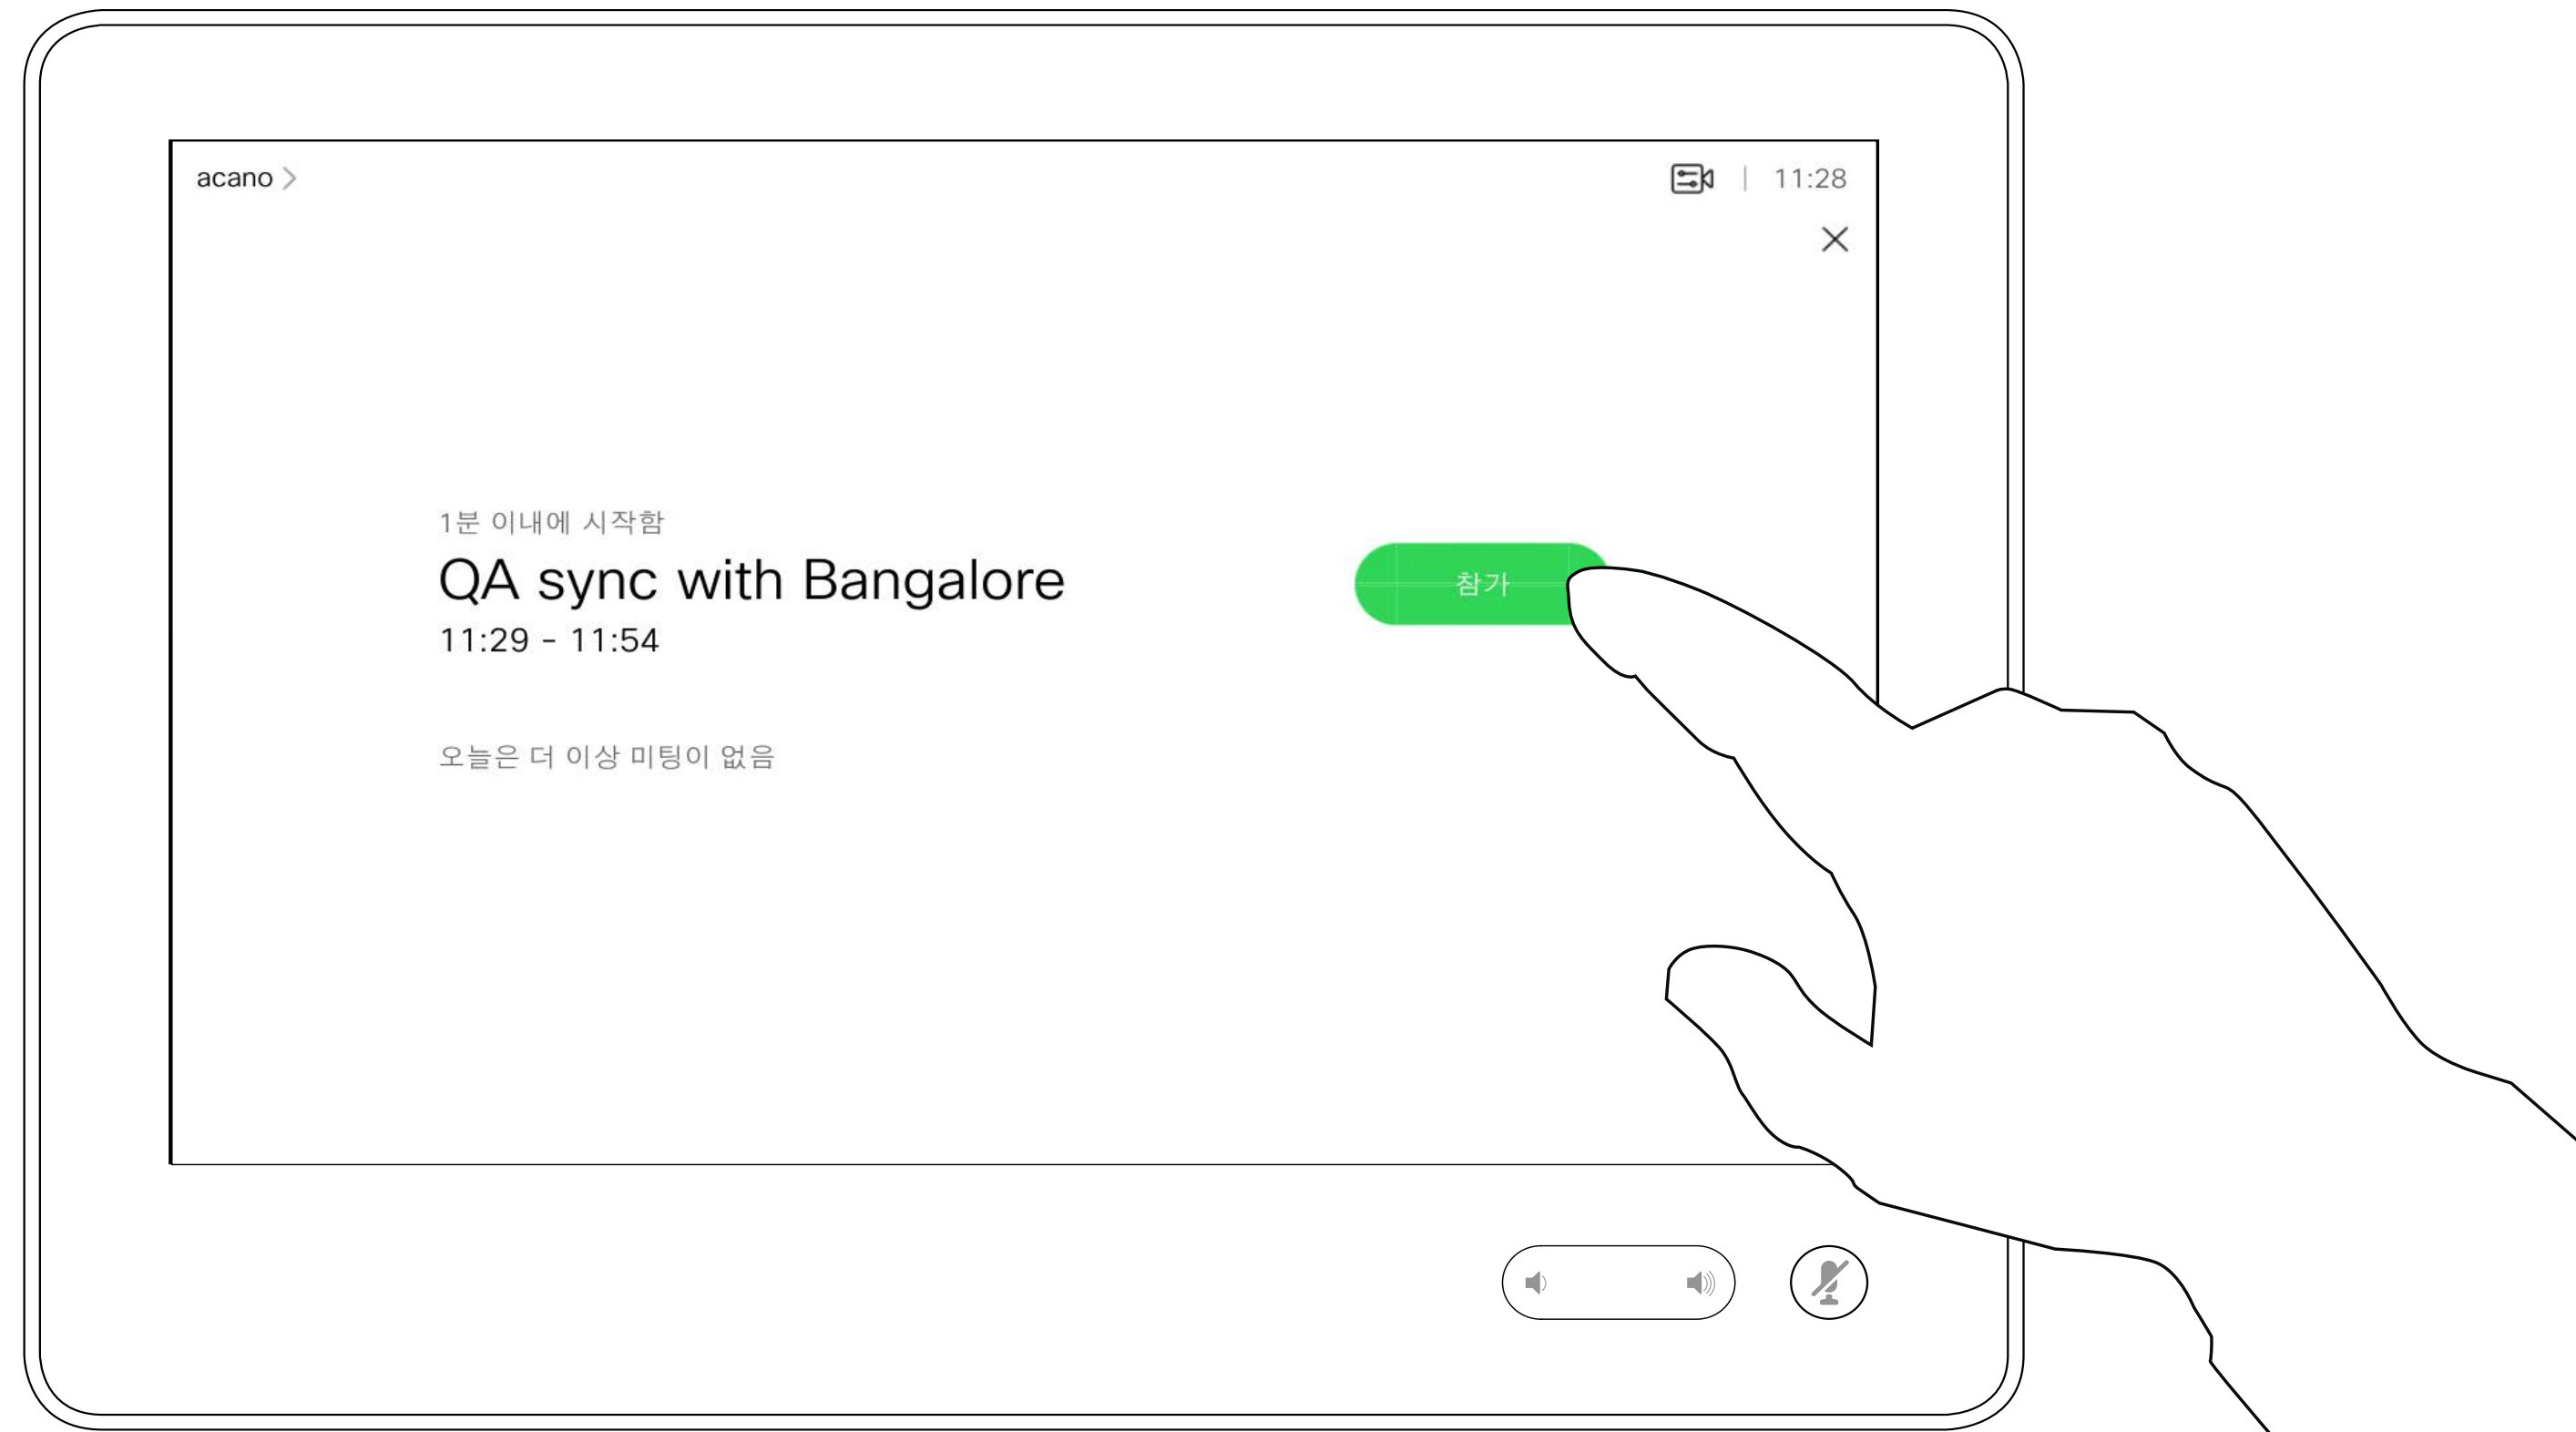 acano
11:28
1분 이내에 시작함
QA sync with Bangalore
참가
11:29 - 11:54
오늘은 더 이상 미팅이 없음